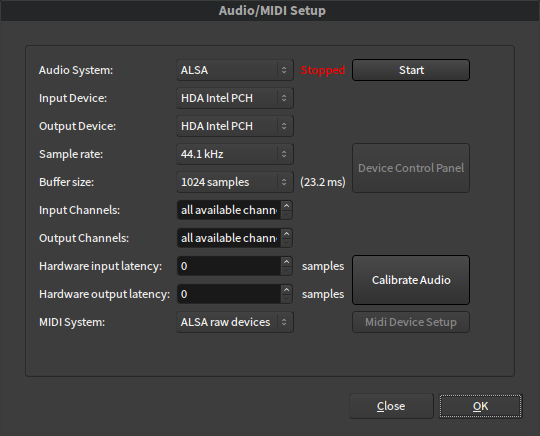 Audio/MIDI Setup
Audio System: ALSA Stopped Start
Input Device: HDA Intel PCH
Output Device: HDA Intel PCH
Sample rate: 44.1 kHz
Device Control Panel
Buffer size: 1024 samples (23.2 ms)
Input Channels: all available chann
Output Channels: all available chann
Hardware input latency: 0 samples
Calibrate Audio
Hardware output latency: 0 samples
MIDI System: ALSA raw devices Midi Device Setup
Close OK